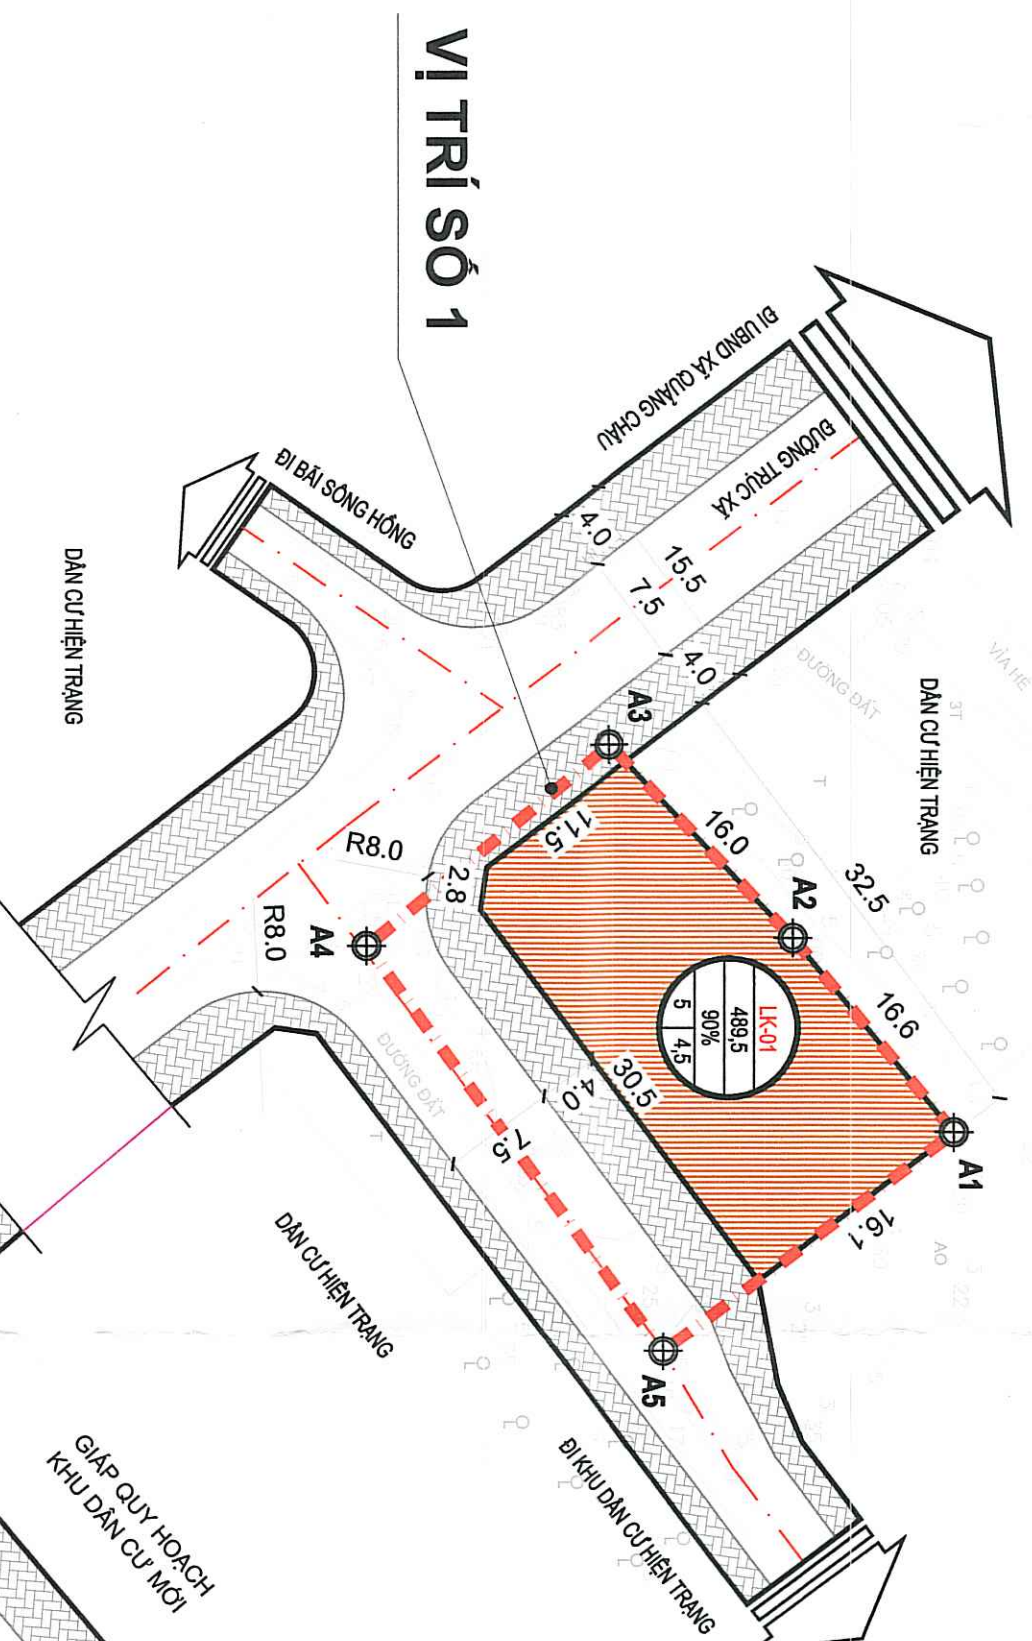 VỊ TRÍ SỐ 1
ĐI UBND XÃ QUẢNG CHÂU
ĐƯỜNG TRỤC XÃ
ĐI BÃI SÔNG HỒNG
DÂN CƯ HIỆN TRẠNG
4.0
15.5
7.5
4.0
ĐƯỜNG ĐẤT
VỈA HÈ
3T
DÂN CƯ HIỆN TRẠNG
T
A3
16.0
32.5
A2
16.6
A1
16.1
11.5
2.8
R8.0
R8.0
A4
LK-01
489,5
90%
5
4,5
30.5
4.0
7.5
ĐƯỜNG ĐẤT
T
AO
22
A5
DÂN CƯ HIỆN TRẠNG
ĐI KHU DÂN CƯ HIỆN TRẠNG
GIÁP QUY HOẠCH
KHU DÂN CƯ MỚI